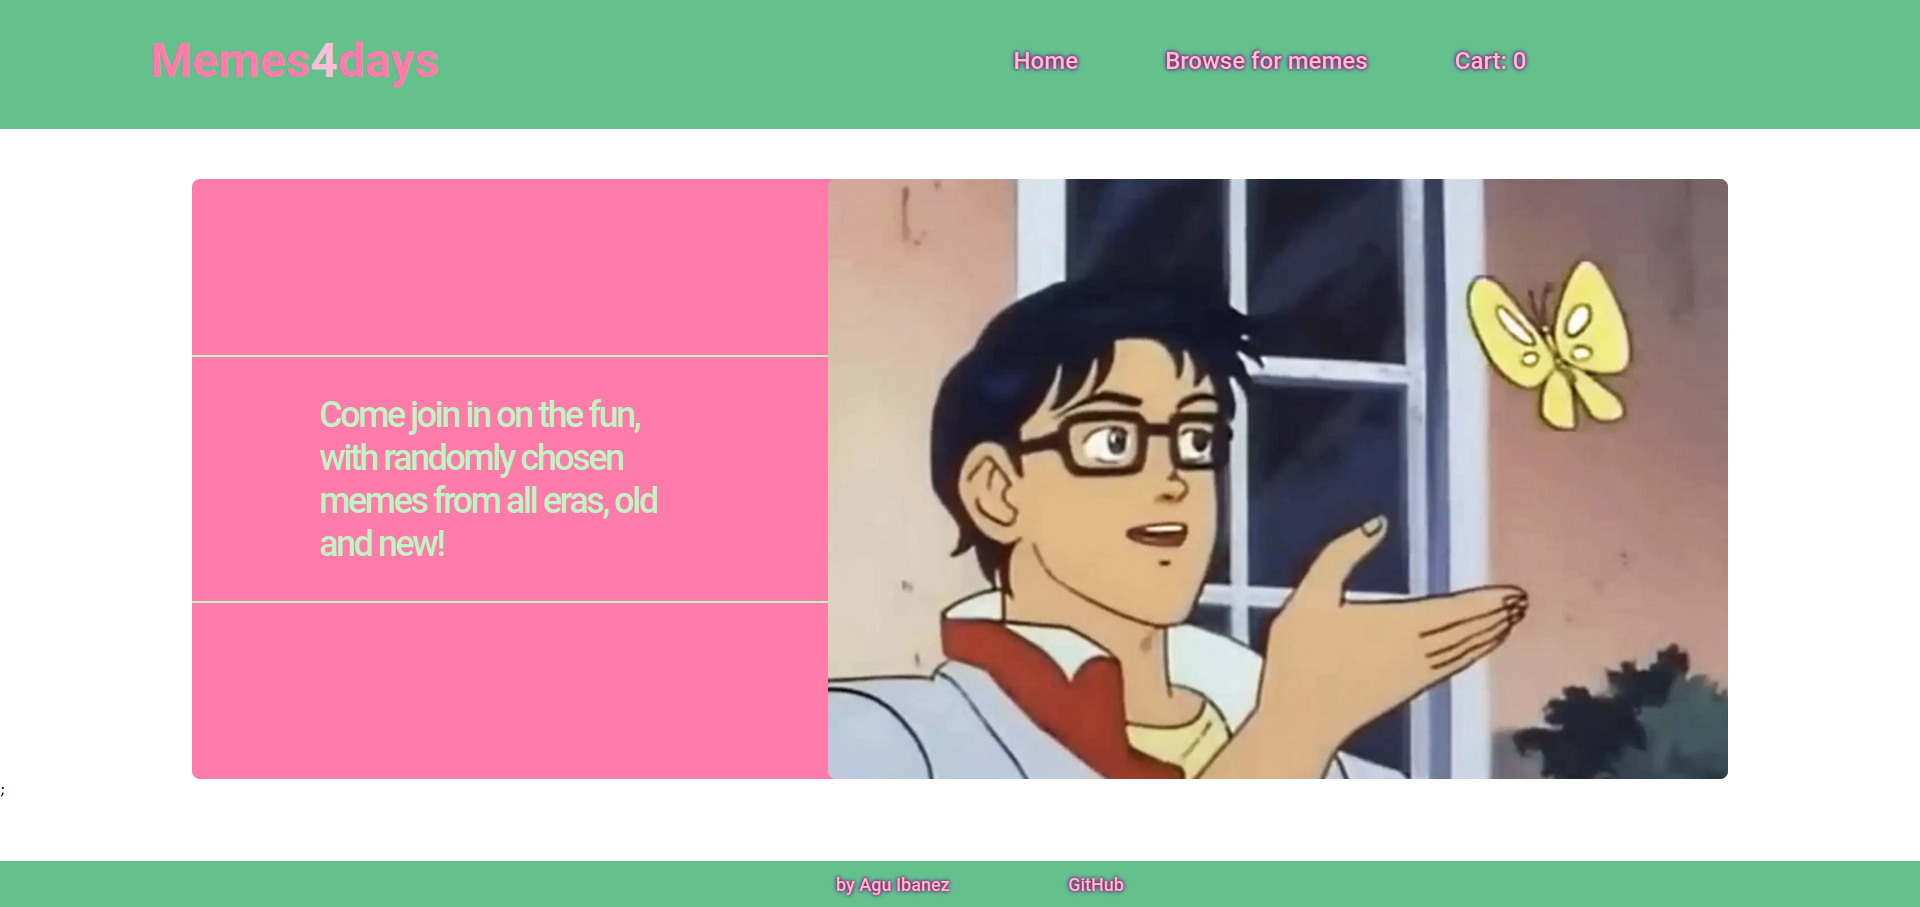 Memes4days
Home
Browse for memes
Cart: 0
Come join in on the fun,
with randomly chosen
memes from all eras, old
and new!
;
by Agu Ibanez
GitHub